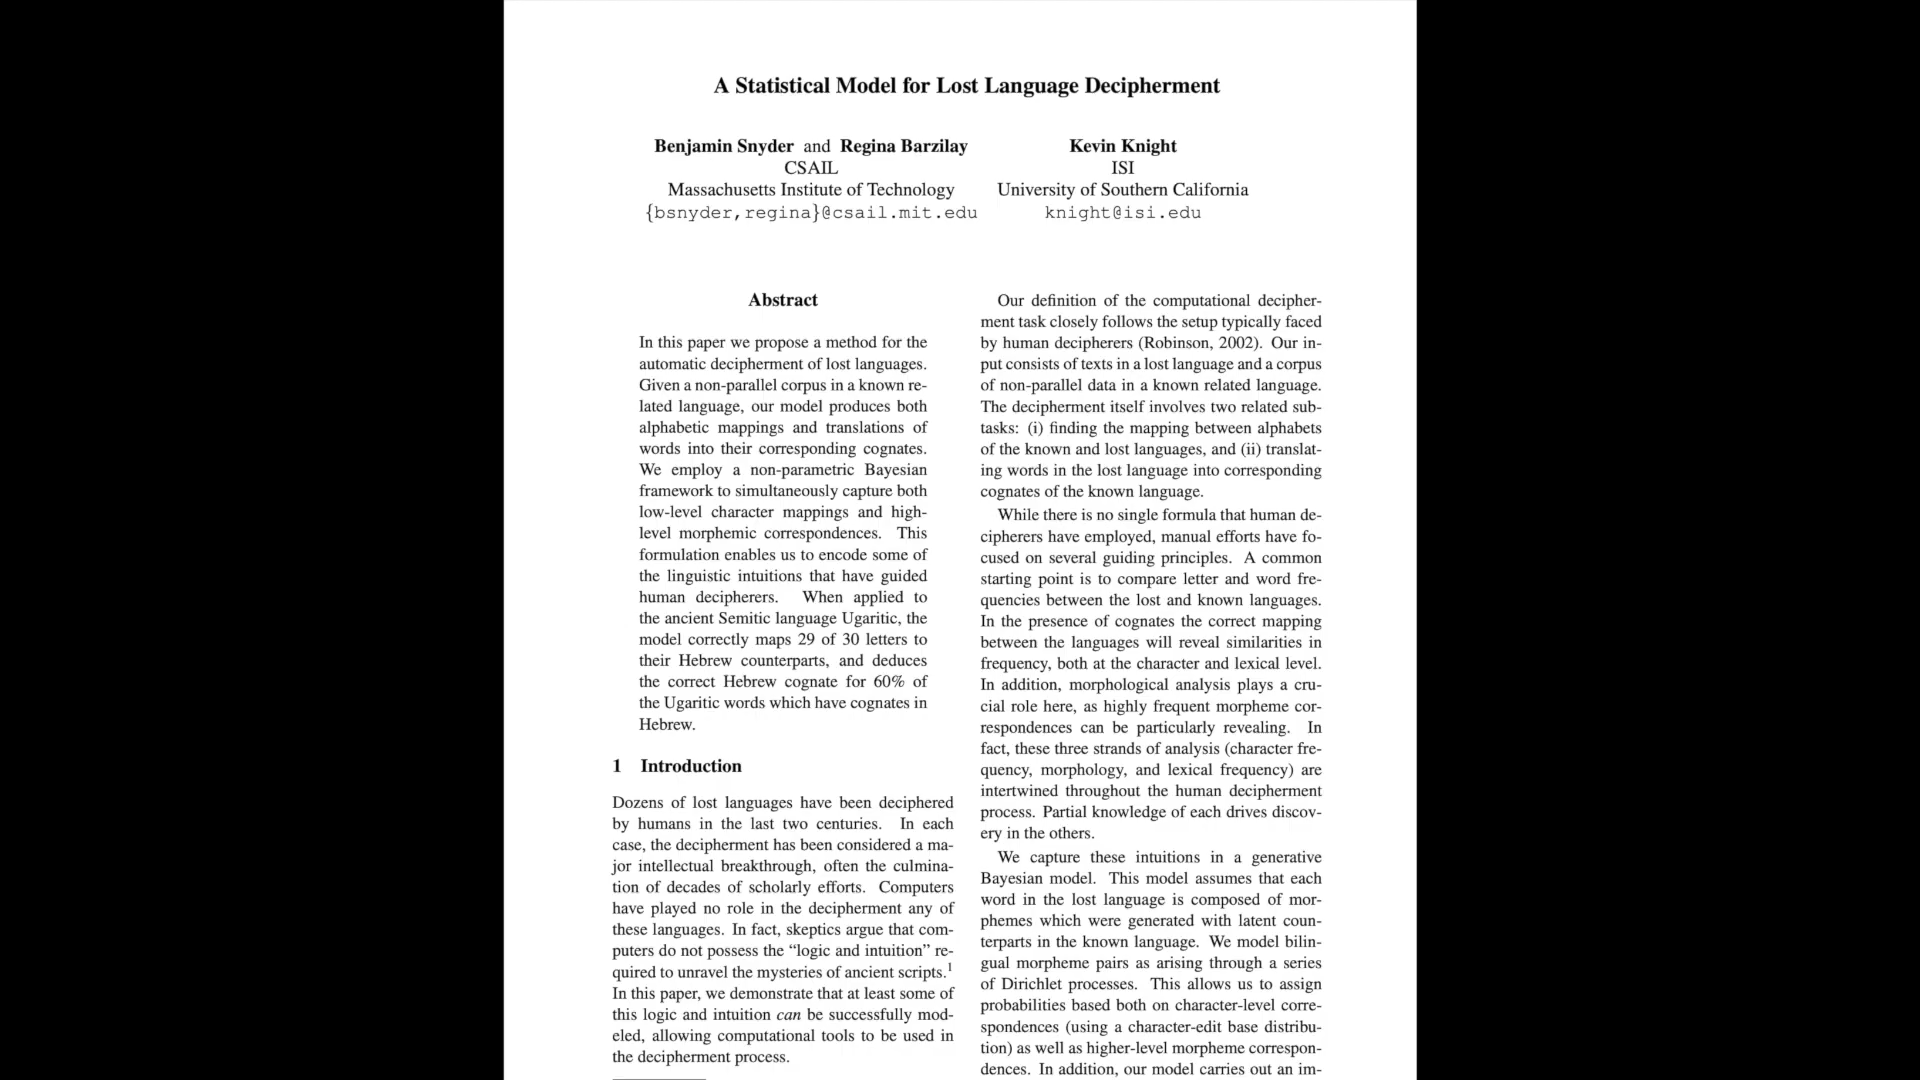 A Statistical Model for Lost Language Decipherment
Benjamin Snyder and Regina Barzilay
CSAIL
Massachusetts Institute of Technology
{bsnyder,regina}@csail.mit.edu
Kevin Knight
ISI
University of Southern California
knight@isi.edu
Abstract
In this paper we propose a method for the
automatic decipherment of lost languages.
Given a non-parallel corpus in a known re-
lated language, our model produces both
alphabetic mappings and translations of
words into their corresponding cognates.
We employ a non-parametric Bayesian
framework to simultaneously capture both
low-level character mappings and high-
level morphemic correspondences. This
formulation enables us to encode some of
the linguistic intuitions that have guided
human decipherers. When applied to
the ancient Semitic language Ugaritic, the
model correctly maps 29 of 30 letters to
their Hebrew counterparts, and deduces
the correct Hebrew cognate for 60% of
the Ugaritic words which have cognates in
Hebrew.
1 Introduction
Dozens of lost languages have been deciphered
by humans in the last two centuries. In each
case, the decipherment has been considered a ma-
jor intellectual breakthrough, often the culmina-
tion of decades of scholarly efforts. Computers
have played no role in the decipherment any of
these languages. In fact, skeptics argue that com-
puters do not possess the “logic and intuition” re-
quired to unravel the mysteries of ancient scripts.1
In this paper, we demonstrate that at least some of
this logic and intuition can be successfully mod-
eled, allowing computational tools to be used in
the decipherment process.
Our definition of the computational decipher-
ment task closely follows the setup typically faced
by human decipherers (Robinson, 2002). Our in-
put consists of texts in a lost language and a corpus
of non-parallel data in a known related language.
The decipherment itself involves two related sub-
tasks: (i) finding the mapping between alphabets
of the known and lost languages, and (ii) translat-
ing words in the lost language into corresponding
cognates of the known language.
While there is no single formula that human de-
cipherers have employed, manual efforts have fo-
cused on several guiding principles. A common
starting point is to compare letter and word fre-
quencies between the lost and known languages.
In the presence of cognates the correct mapping
between the languages will reveal similarities in
frequency, both at the character and lexical level.
In addition, morphological analysis plays a cru-
cial role here, as highly frequent morpheme cor-
respondences can be particularly revealing. In
fact, these three strands of analysis (character fre-
quency, morphology, and lexical frequency) are
intertwined throughout the human decipherment
process. Partial knowledge of each drives discov-
ery in the others.
We capture these intuitions in a generative
Bayesian model. This model assumes that each
word in the lost language is composed of mor-
phemes which were generated with latent coun-
terparts in the known language. We model bilin-
gual morpheme pairs as arising through a series
of Dirichlet processes. This allows us to assign
probabilities based both on character-level corre-
spondences (using a character-edit base distribu-
tion) as well as higher-level morpheme correspon-
dences. In addition, our model carries out an im-